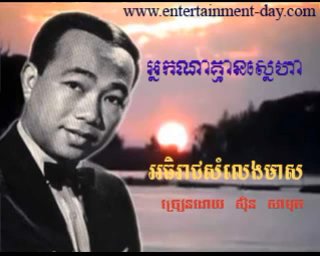 www.entertainment-day.com
អ្នកណាគ្មានស្នេហា
អធិរាជសំលេងមាស
ច្រៀងដោយ ស៊ីន សាមុត